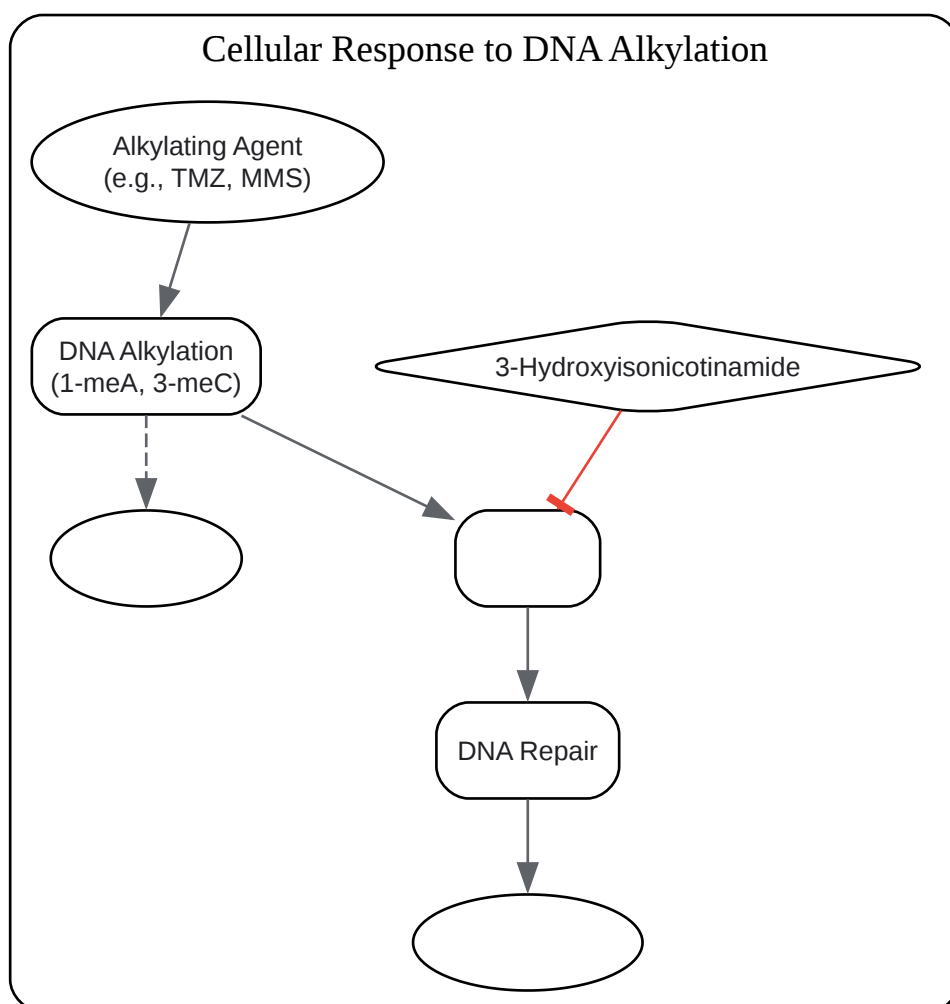 Cellular Response to DNA Alkylation
Alkylating Agent
(e.g., TMZ, MMS)
DNA Alkylation
(1-meA, 3-meC)
3-Hydroxyisonicotinamide
DNA Repair